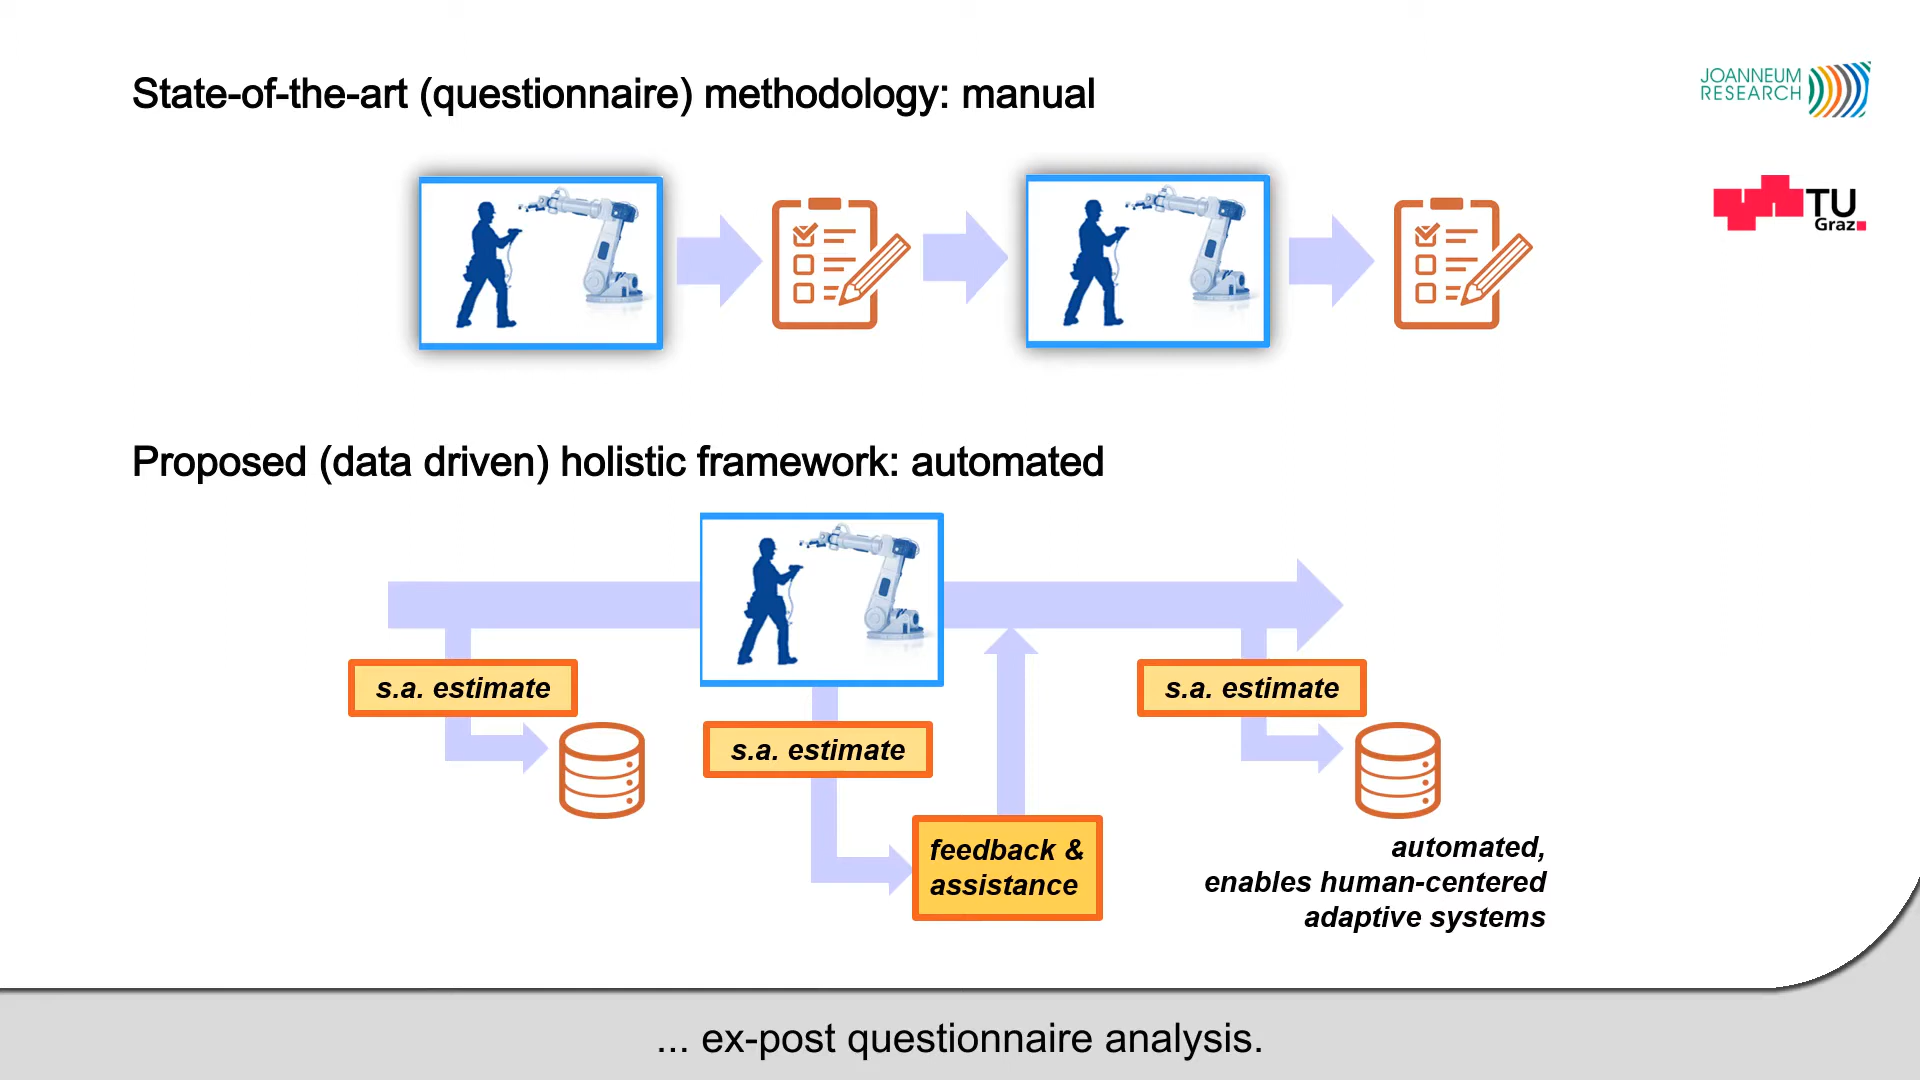 State-of-the-art (questionnaire) methodology: manual
JOANNEUM
RESEARCH
TU
Graz
Proposed (data driven) holistic framework: automated
s.a. estimate
s.a. estimate
s.a. estimate
feedback &
assistance
automated,
enables human-centered
adaptive systems
... ex-post questionnaire analysis.